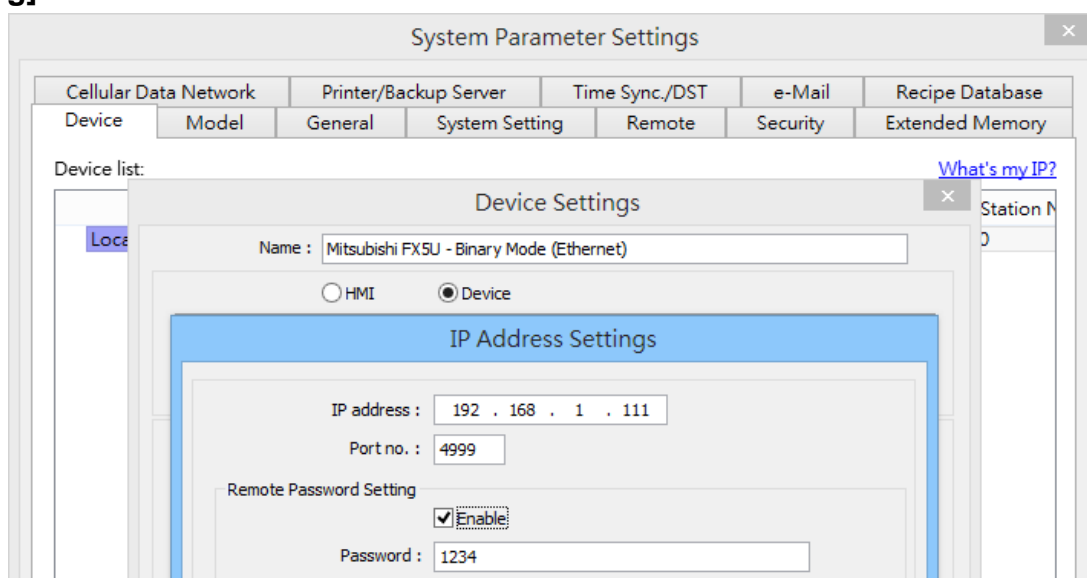 g]
System Parameter Settings
Cellular Data Network Printer/Backup Server Time Sync./DST e-Mail Recipe Database
Device Model General System Setting Remote Security Extended Memory
Device list: What's my IP?
Device Settings
Station N
Loca
Name : Mitsubishi FX5U - Binary Mode (Ethernet)
HMI Device
IP Address Settings
IP address : 192 . 168 . 1 . 111
Port no. : 4999
Remote Password Setting
Enable
Password : 1234